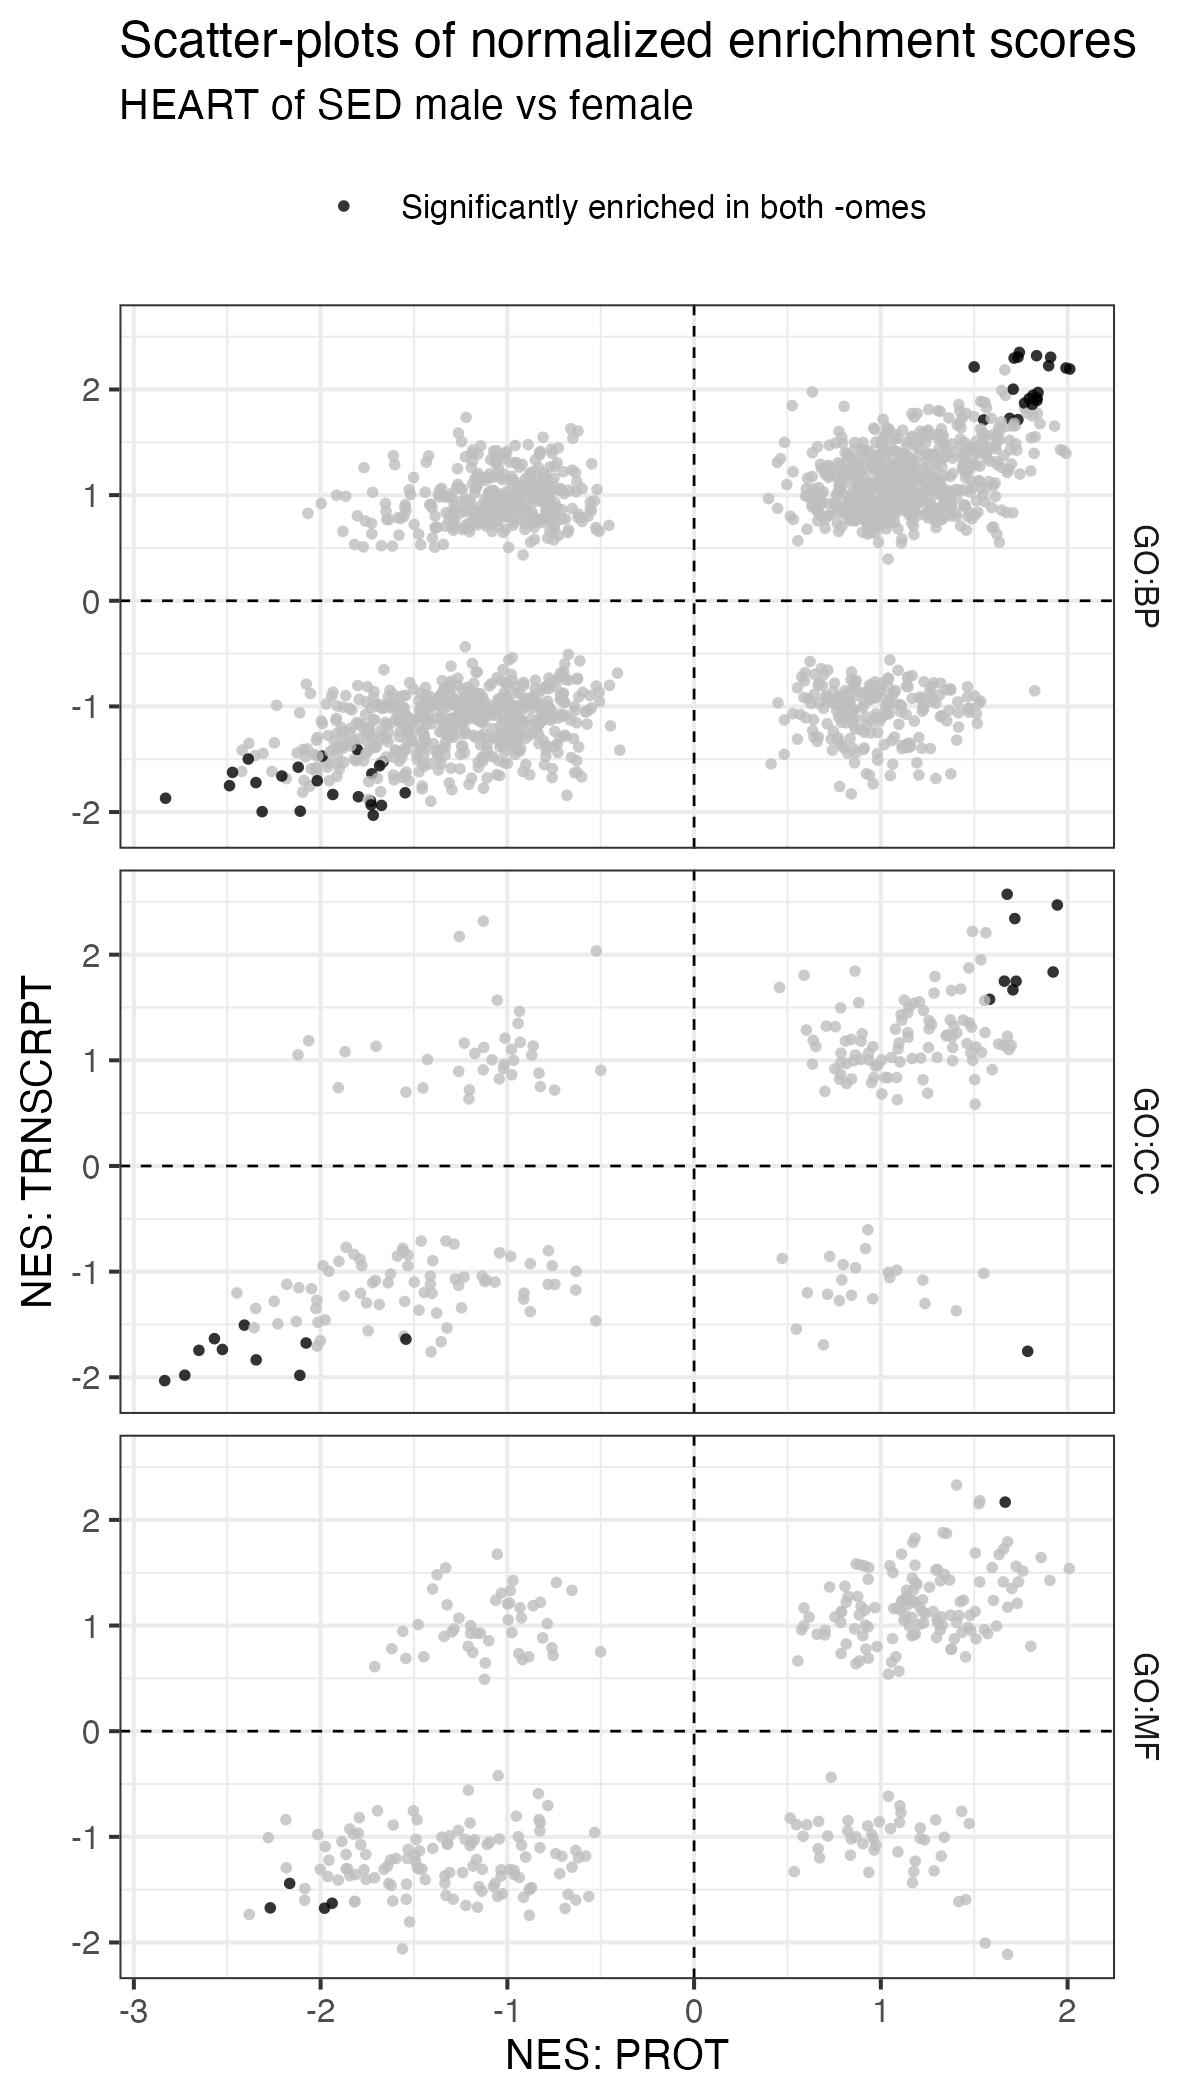 Scatter-plots of normalized enrichment scores
HEART of SED male vs female
Significantly enriched in both -omes
2
1
0
-1
-2
GO:BP
2
1
0
-1
-2
GO:CC
2
1
0
-1
-2
GO:MF
NES: TRNSCRPT
-3 -2 -1 0 1 2
NES: PROT